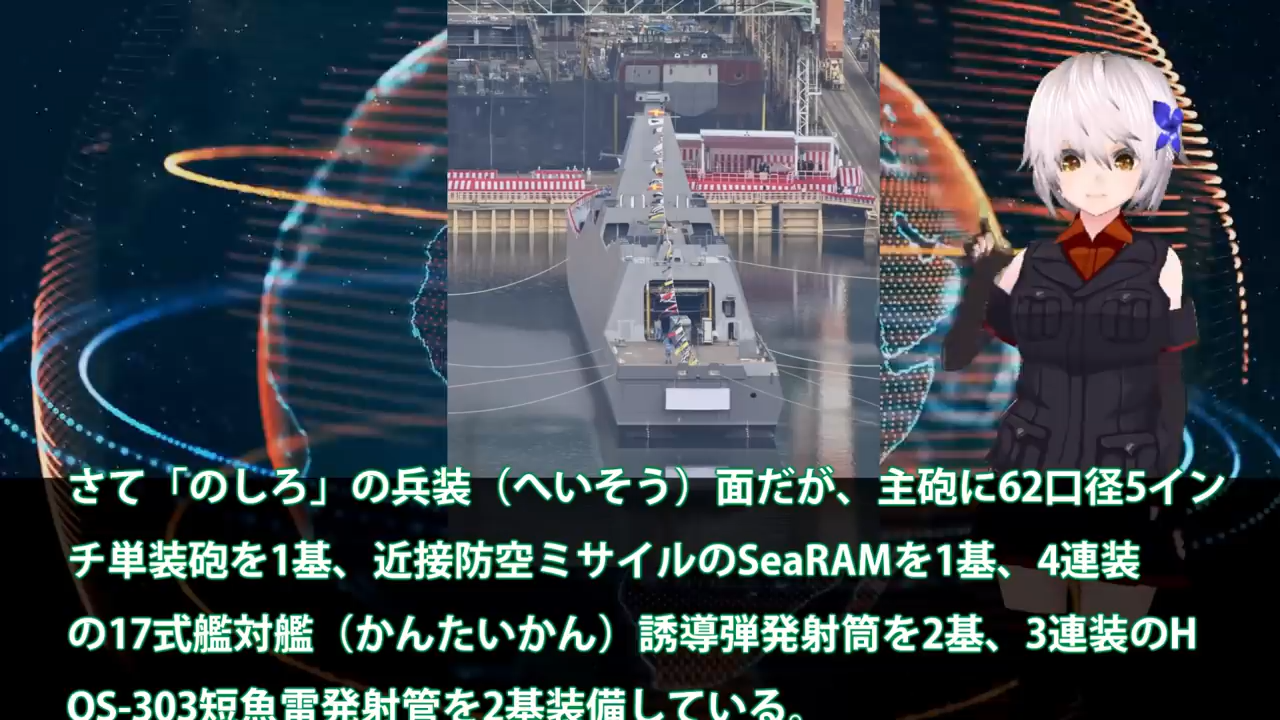 さて「のしろ」の兵装（へいそう）面だが、主砲に62口径5イン
チ単装砲を1基、近接防空ミサイルのSeaRAMを1基、4連装
の17式艦対艦（かんたいかん）誘導弾発射筒を2基、3連装のH
OS-303短魚雷発射管を2基装備している。